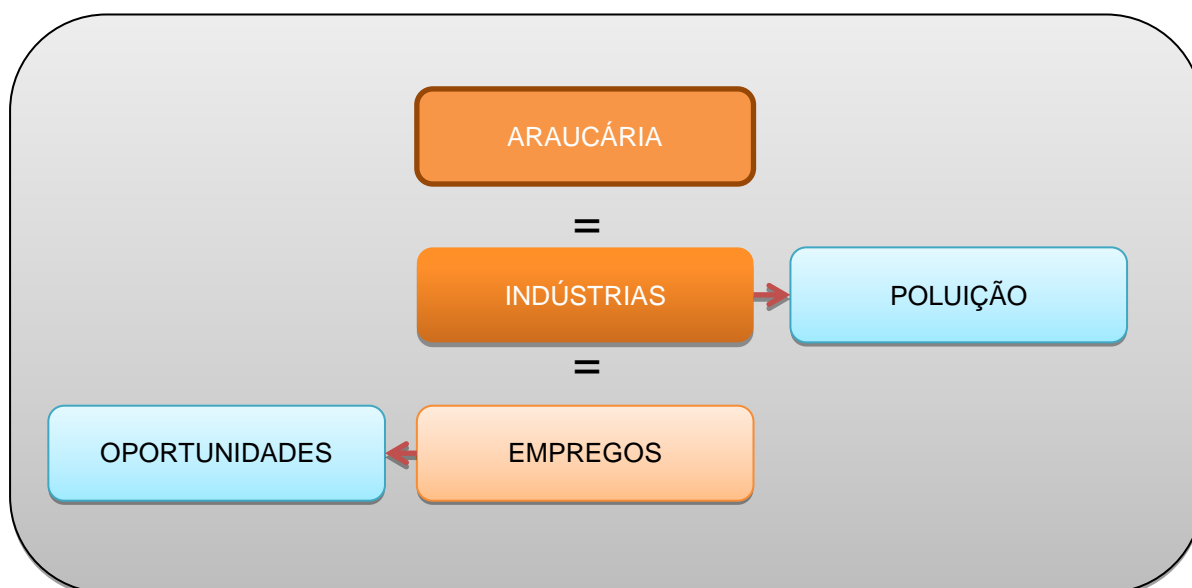 ARAUCÁRIA
=
INDÚSTRIAS
POLUIÇÃO
=
OPORTUNIDADES
EMPREGOS